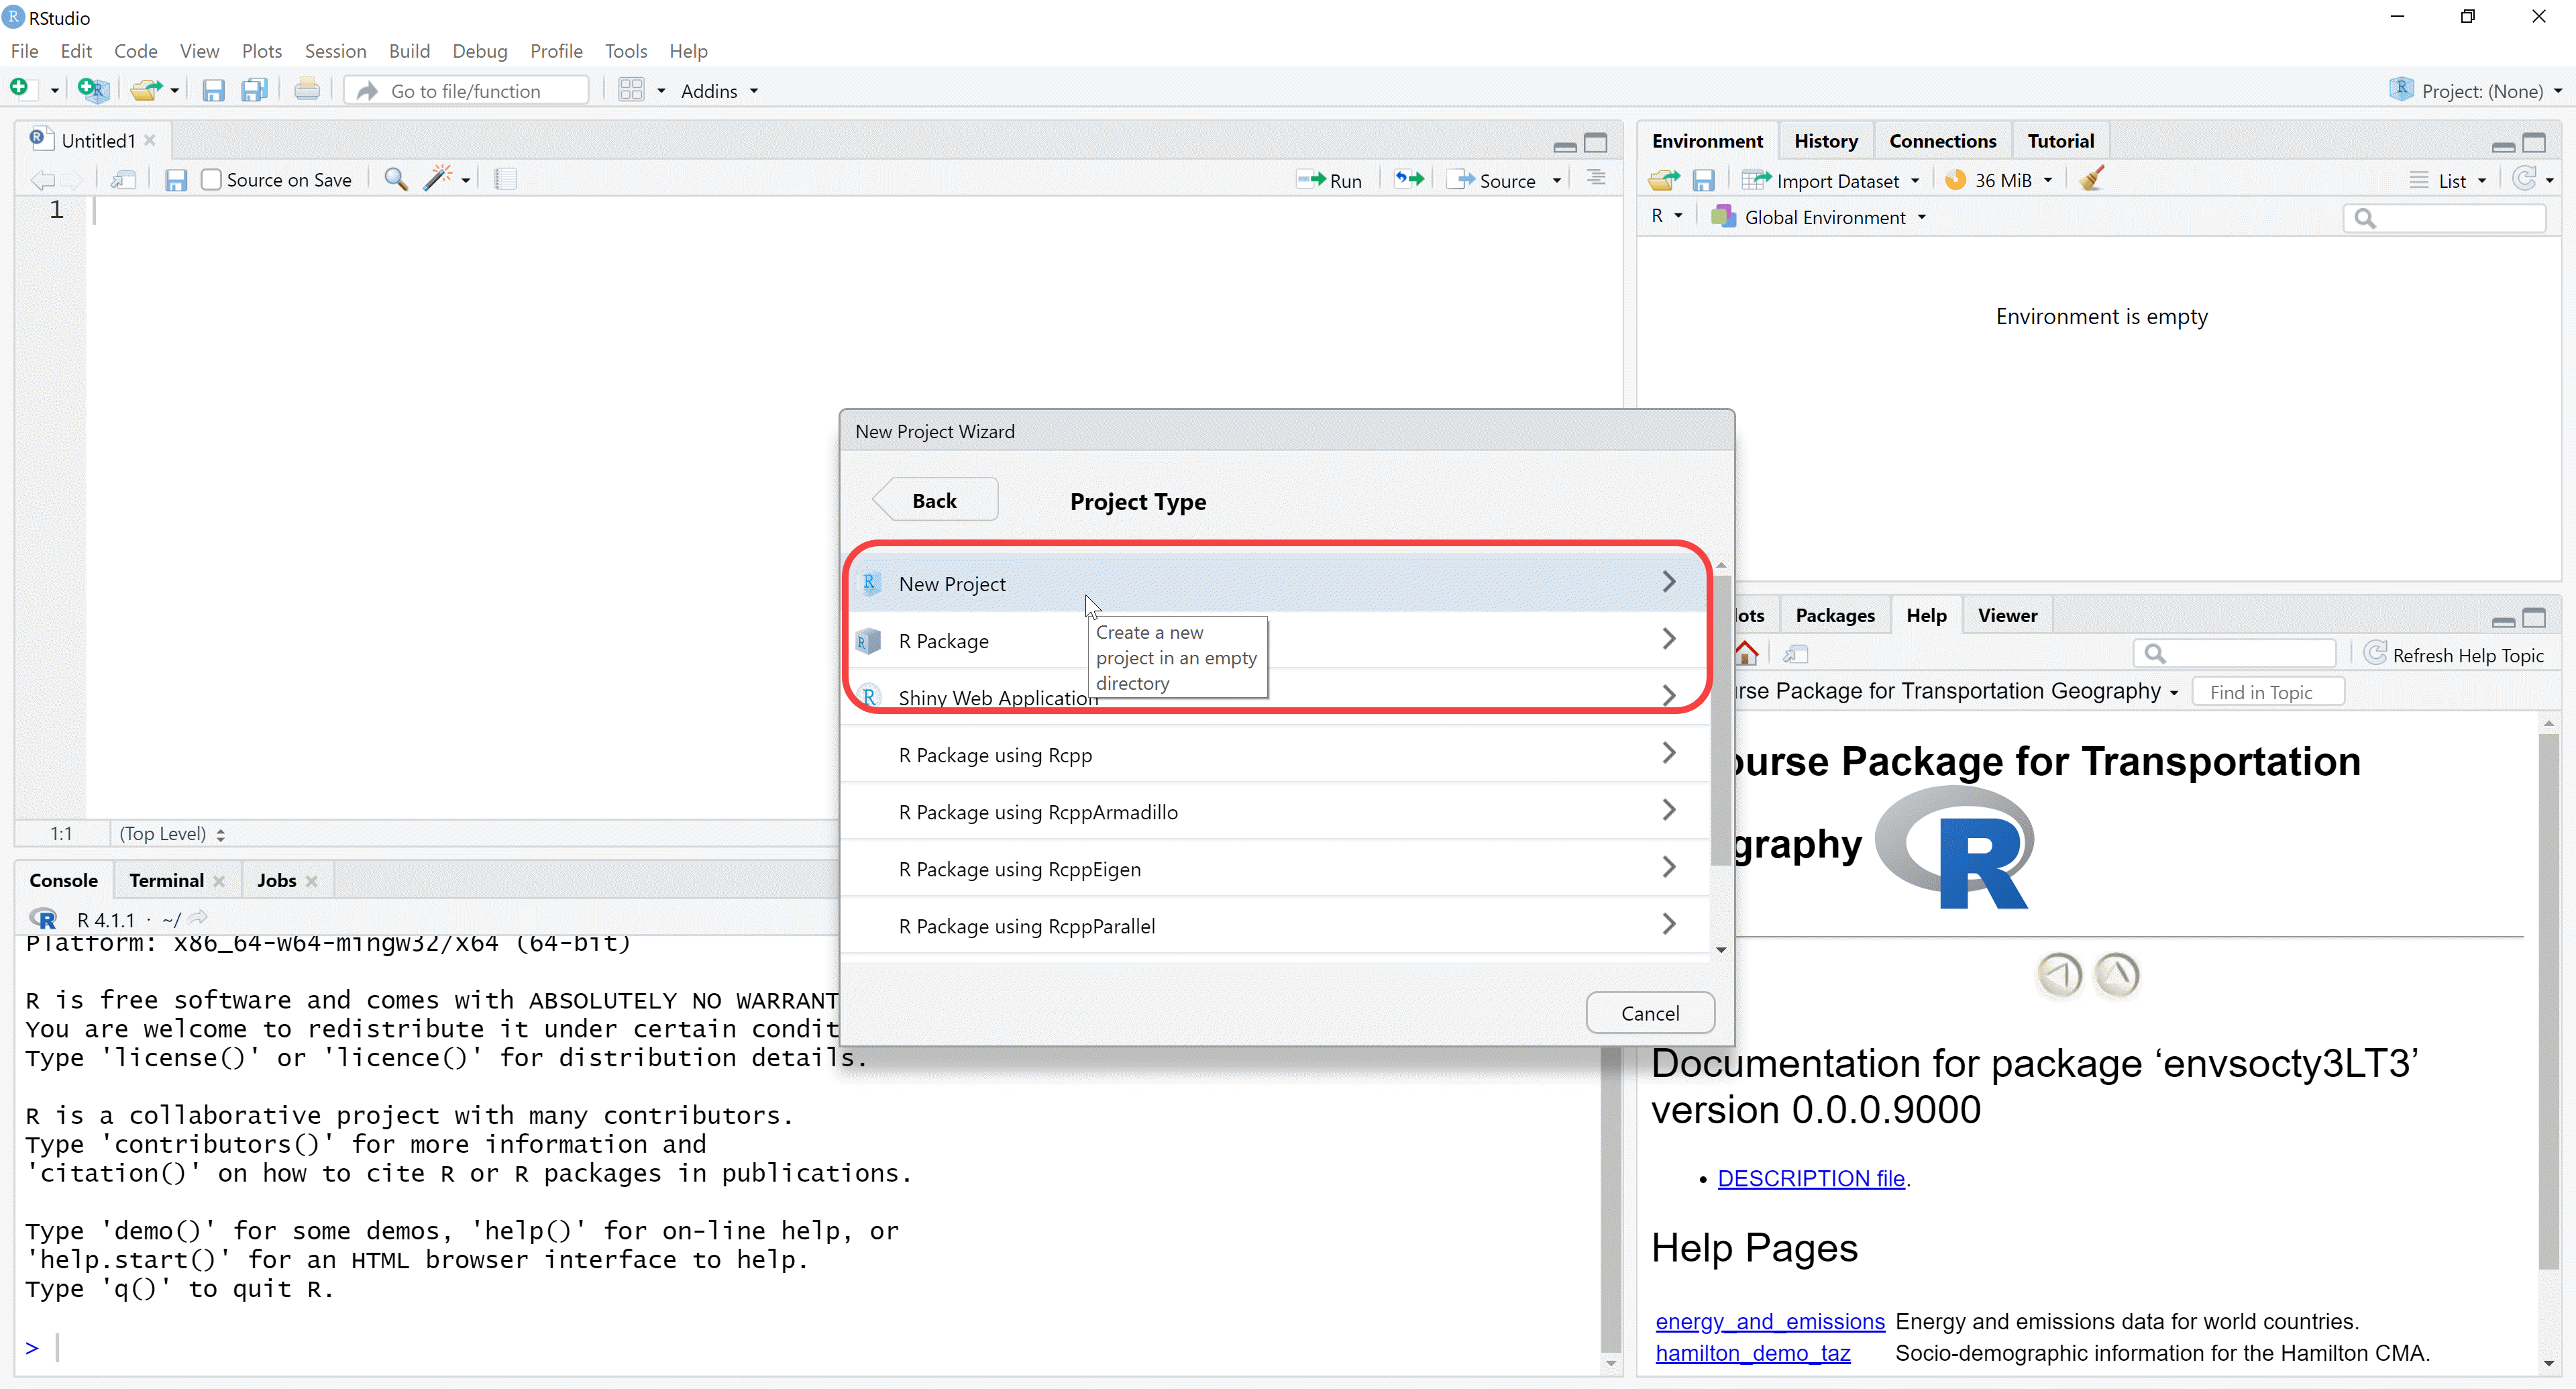 RStudio
File Edit Code View Plots Session Build Debug Profile Tools Help
Go to file/function Addins Project: (None)
Untitled1
Source on Save Run Source
1
1:1 (Top Level)
Environment History Connections Tutorial
Import Dataset 36 MiB List
R Global Environment
Environment is empty
New Project Wizard
Back Project Type
New Project
R Package
Shiny Web Application
R Package using Rcpp
R Package using RcppArmadillo
R Package using RcppEigen
R Package using RcppParallel
Cancel
Create a new
project in an empty
directory
Console Terminal Jobs
R 4.1.1 · ~/
Platform: x86_64-w64-mingw32/x64 (64-bit)
R is free software and comes with ABSOLUTELY NO WARRANT
You are welcome to redistribute it under certain condit
Type 'license()' or 'licence()' for distribution details.
R is a collaborative project with many contributors.
Type 'contributors()' for more information and
'citation()' on how to cite R or R packages in publications.
Type 'demo()' for some demos, 'help()' for on-line help, or
'help.start()' for an HTML browser interface to help.
Type 'q()' to quit R.
>
lots Packages Help Viewer
Refresh Help Topic
rse Package for Transportation Geography Find in Topic
ourse Package for Transportation
graphy R
Documentation for package ‘envsocty3LT3’
version 0.0.0.9000
• DESCRIPTION file.
Help Pages
energy_and_emissions Energy and emissions data for world countries.
hamilton_demo_taz Socio-demographic information for the Hamilton CMA.